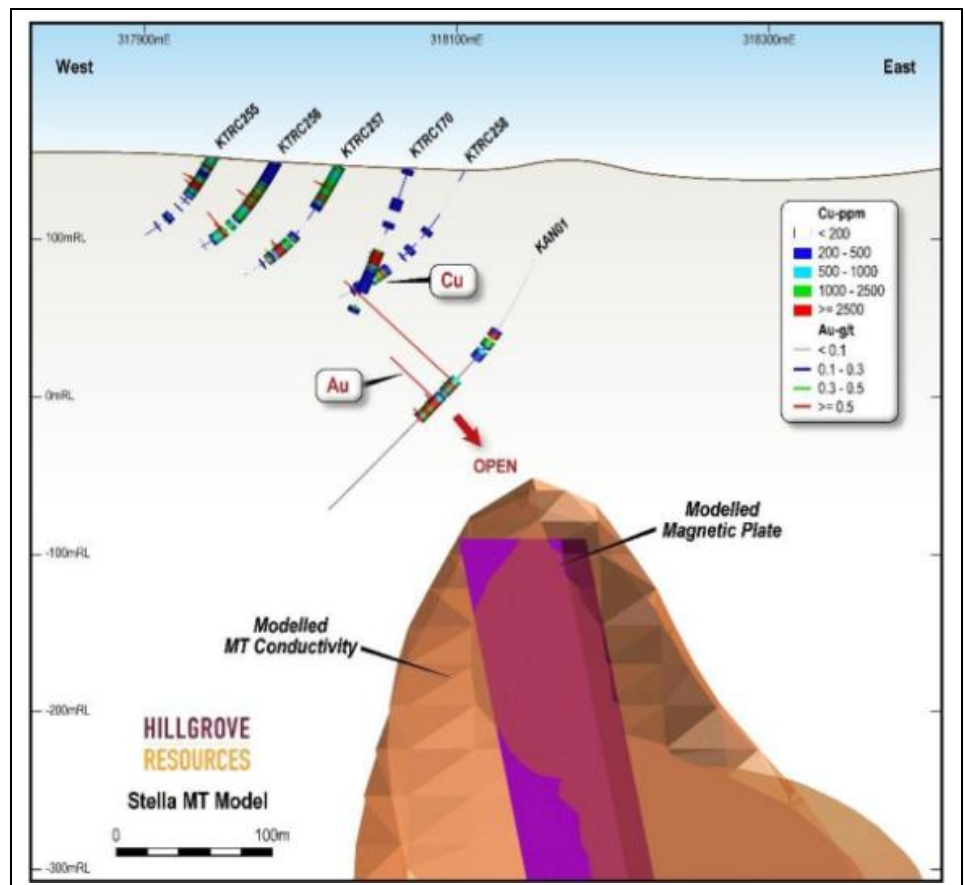 317900mE
318100mE
318300mE
West
East
KTRC255
KTRC256
KTRC257
KTRC170
KTRC258
KAN01
100mRL
0mRL
-100mRL
-200mRL
-300mRL
Cu-ppm
< 200
200 - 500
500 - 1000
1000 - 2500
>= 2500
Au-g/t
< 0.1
0.1 - 0.3
0.3 - 0.5
>= 0.5
Cu
Au
OPEN
Modelled
Magnetic Plate
Modelled
MT Conductivity
HILLGROVE
RESOURCES
Stella MT Model
0
100m